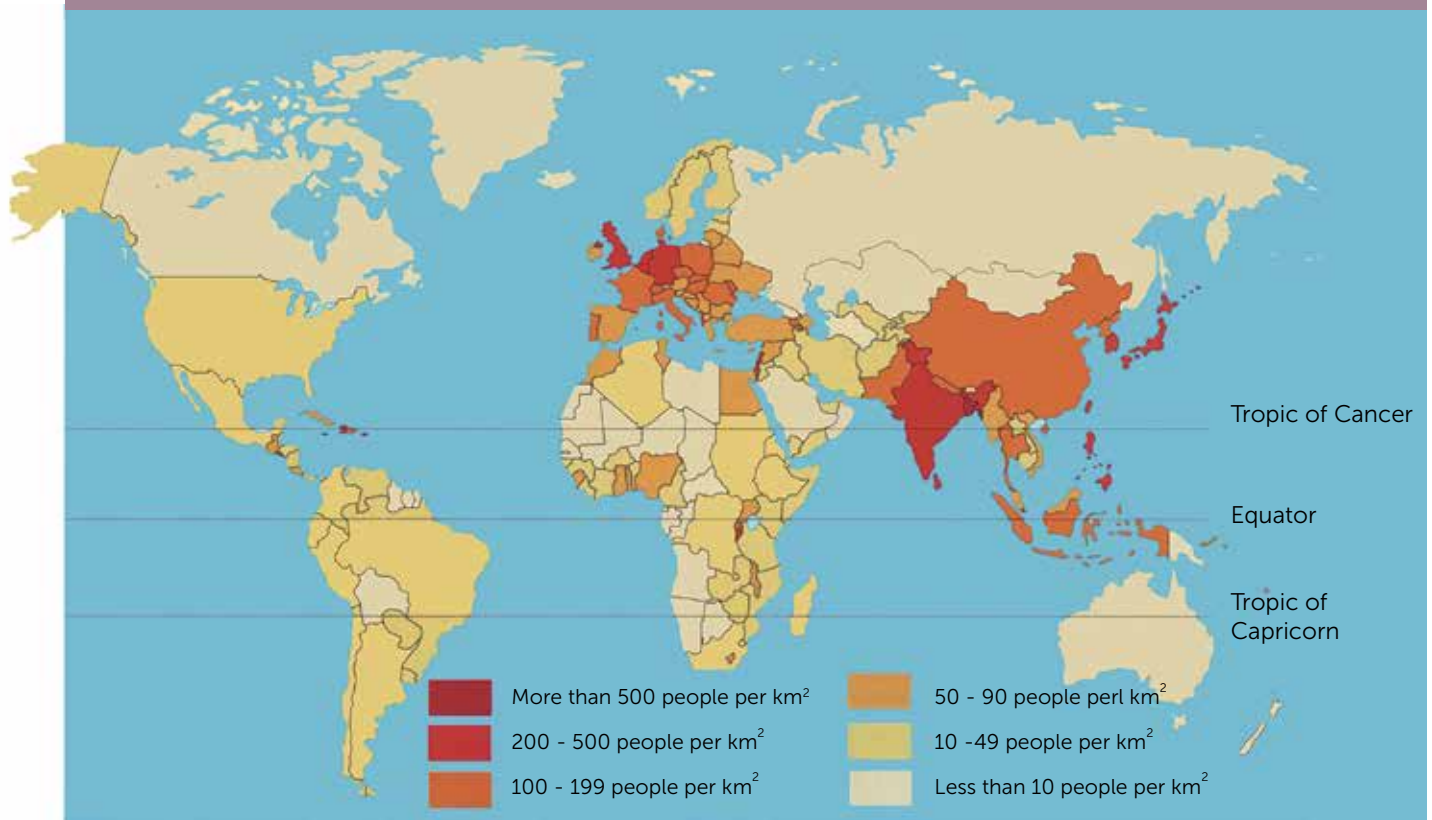 Tropic of Cancer
Equator
Tropic of
Capricorn
More than 500 people per km²
200 - 500 people per km²
100 - 199 people per km²
50 - 90 people perl km²
10 -49 people per km²
Less than 10 people per km²